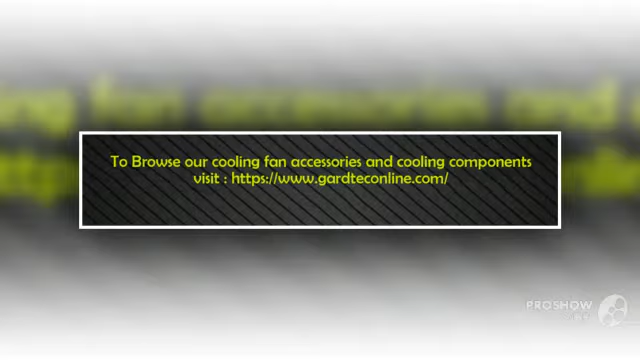 To Browse our cooling fan accessories and cooling components
visit : https://www.gardteconline.com/
PROSHOW